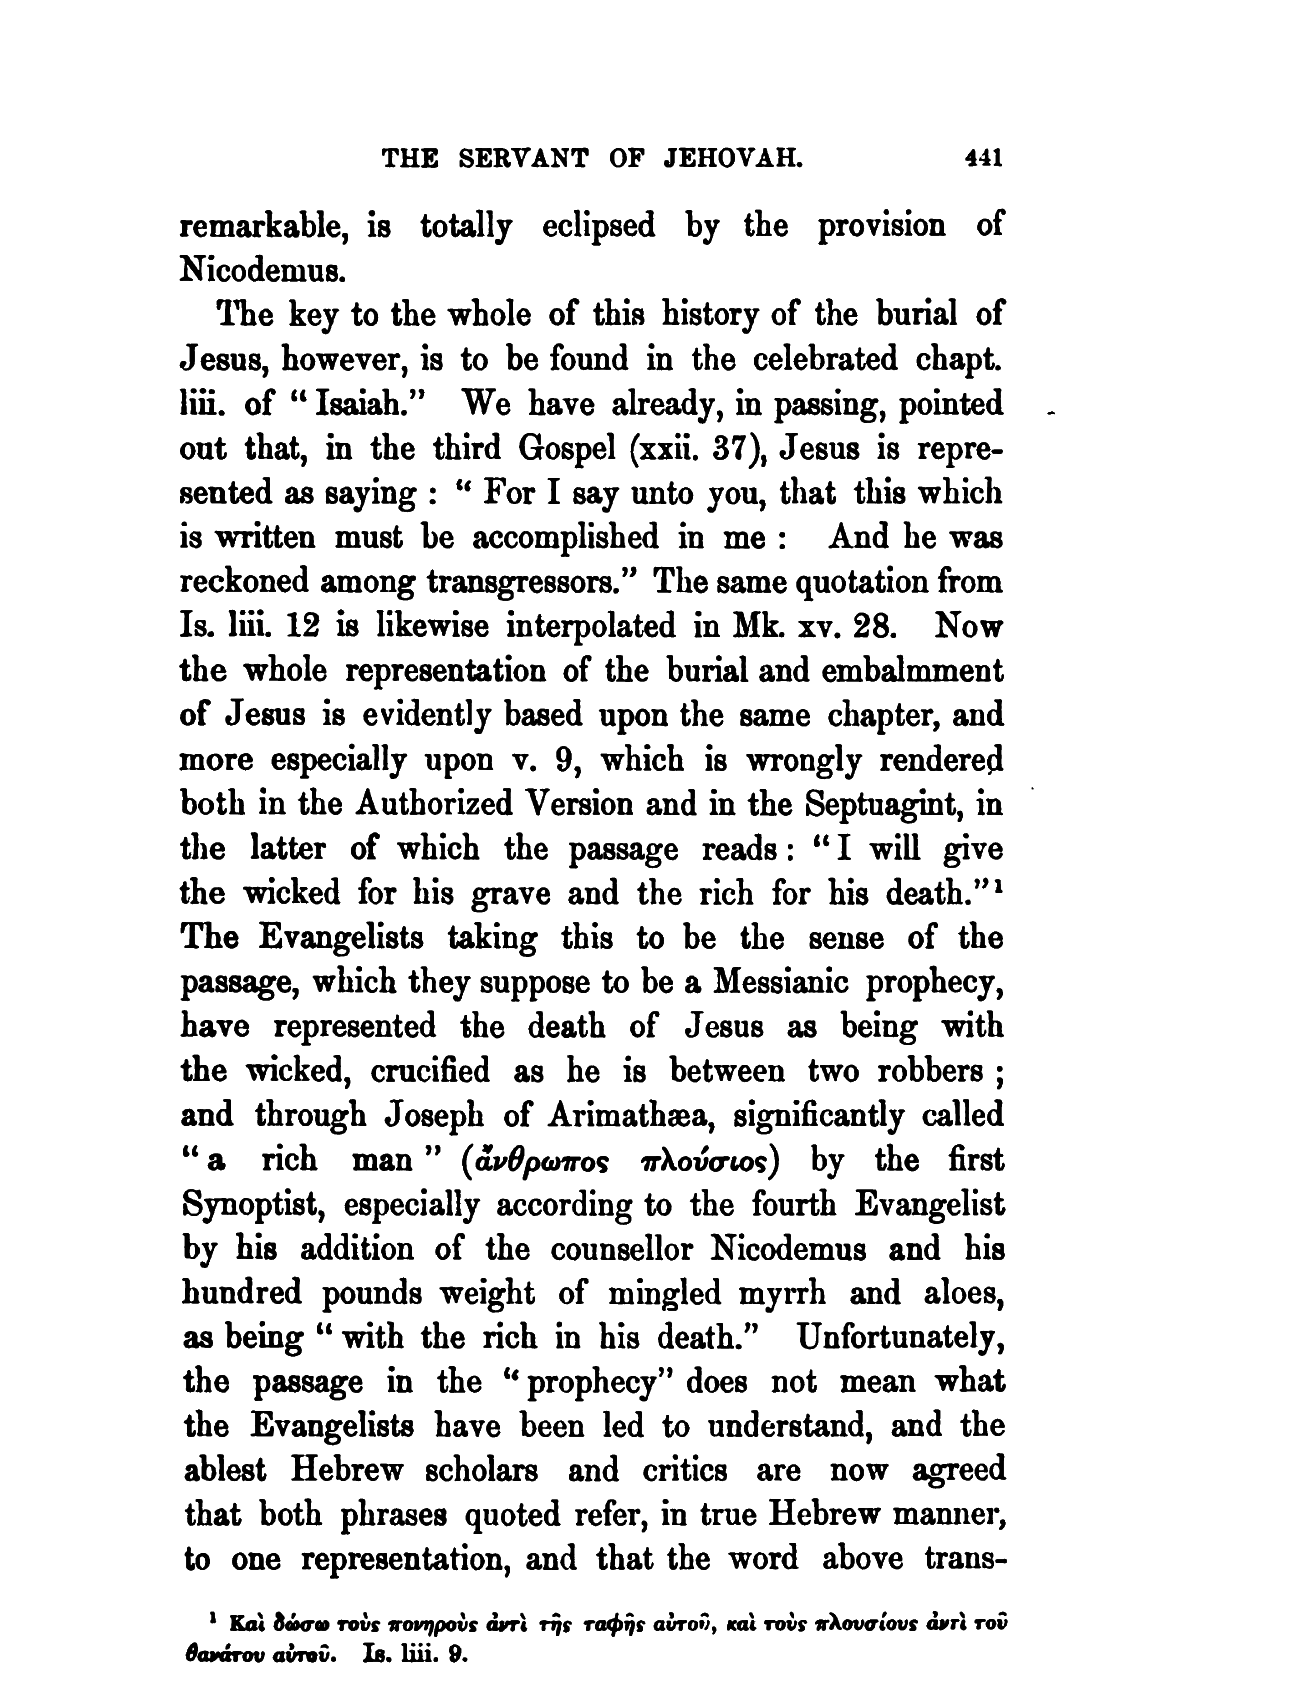 THE SERVANT OF JEHOVAH. 441
remarkable, is totally eclipsed by the provision of
Nicodemus.
The key to the whole of this history of the burial of
Jesus, however, is to be found in the celebrated chapt.
liii. of “ Isaiah.” We have already, in passing, pointed
out that, in the third Gospel (xxii. 37), Jesus is repre-
sented as saying : “ For I say unto you, that this which
is written must be accomplished in me : And he was
reckoned among transgressors.” The same quotation from
Is. liii. 12 is likewise interpolated in Mk. xv. 28. Now
the whole representation of the burial and embalmment
of Jesus is evidently based upon the same chapter, and
more especially upon v. 9, which is wrongly rendered
both in the Authorized Version and in the Septuagint, in
the latter of which the passage reads : “ I will give
the wicked for his grave and the rich for his death.”¹
The Evangelists taking this to be the sense of the
passage, which they suppose to be a Messianic prophecy,
have represented the death of Jesus as being with
the wicked, crucified as he is between two robbers ;
and through Joseph of Arimathæa, significantly called
“ a rich man ” (ἄνθρωπος πλούσιος) by the first
Synoptist, especially according to the fourth Evangelist
by his addition of the counsellor Nicodemus and his
hundred pounds weight of mingled myrrh and aloes,
as being “ with the rich in his death.” Unfortunately,
the passage in the “ prophecy” does not mean what
the Evangelists have been led to understand, and the
ablest Hebrew scholars and critics are now agreed
that both phrases quoted refer, in true Hebrew manner,
to one representation, and that the word above trans-
¹ Καὶ δώσω τοὺς πονηροὺς ἀντὶ τῆς ταφῆς αὐτοῦ, καὶ τοὺς πλουσίους ἀντὶ τοῦ
θανάτου αὐτοῦ. Is. liii. 9.